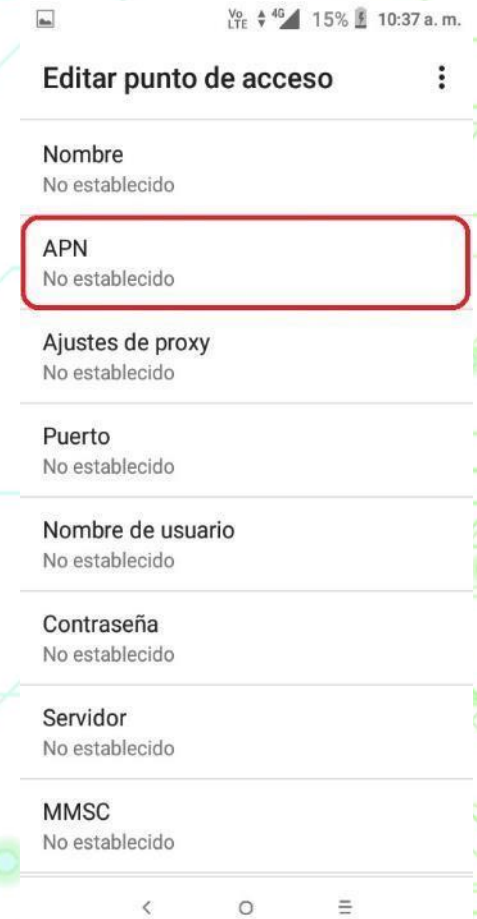 Vo LTE 4G 15% 10:37 a. m.
Editar punto de acceso
Nombre
No establecido
APN
No establecido
Ajustes de proxy
No establecido
Puerto
No establecido
Nombre de usuario
No establecido
Contraseña
No establecido
Servidor
No establecido
MMSC
No establecido